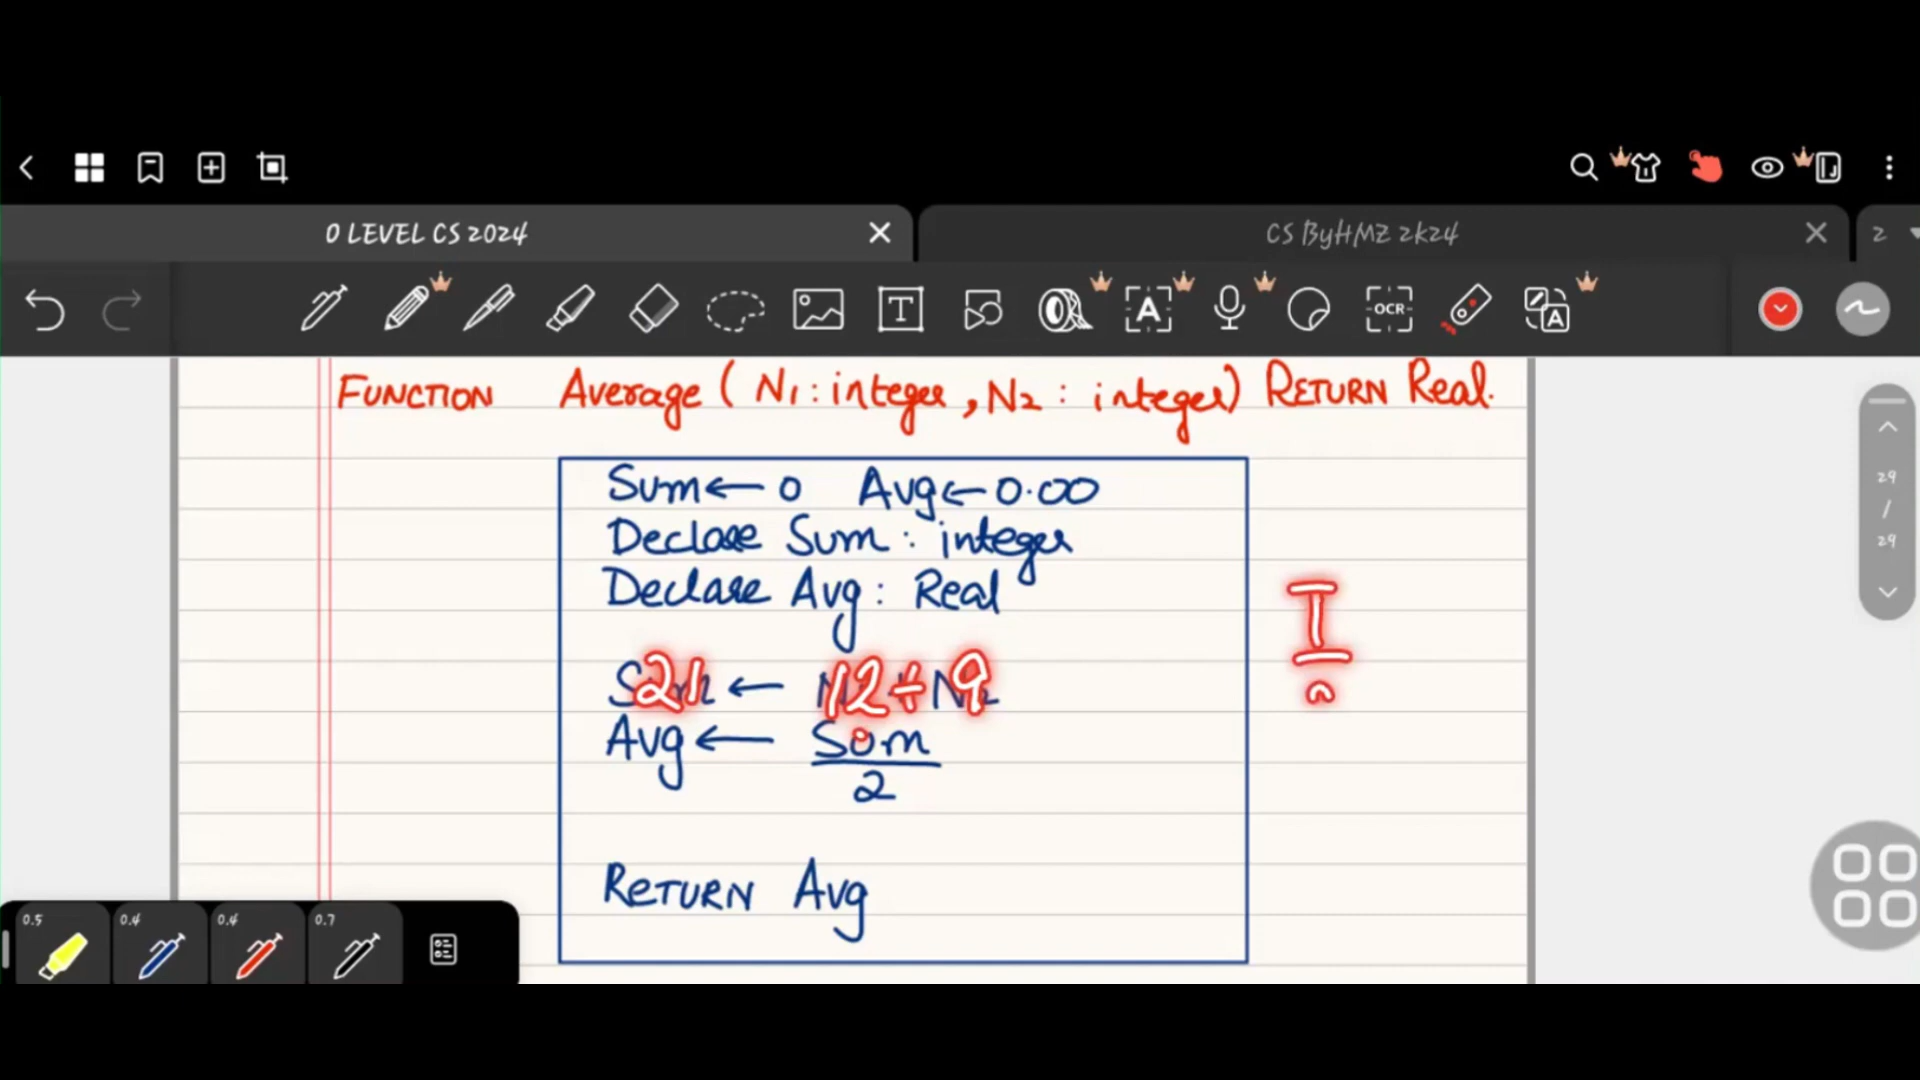 O LEVEL CS 2024
CS ByHMZ 2k24
2
T
A
OCR
A
FUNCTION Average (N1 : integer , N2 : integer) RETURN Real.
Sum ← 0 Avg ← 0.00
Declare Sum : integer
Declare Avg : Real
I
21 ← 12 + 9
Avg ← Sum
2
RETURN Avg
29
/
29
0.5 0.4 0.4 0.7